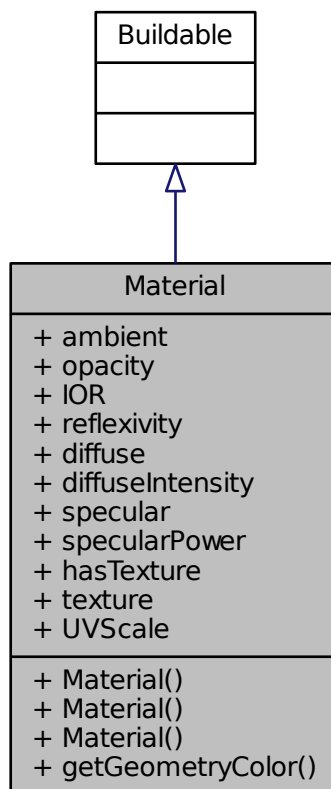 Buildable
Material
+ ambient
+ opacity
+ IOR
+ reflexivity
+ diffuse
+ diffuseIntensity
+ specular
+ specularPower
+ hasTexture
+ texture
+ UVScale
+ Material()
+ Material()
+ Material()
+ getGeometryColor()